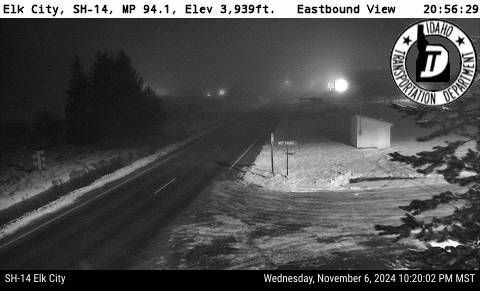 Elk City, SH-14, MP 94.1, Elev 3,939ft. Eastbound View 20:56:29
IDAHO
TRANSPORTATION DEPARTMENT
SH-14 Elk City Wednesday, November 6, 2024 10:20:02 PM MST